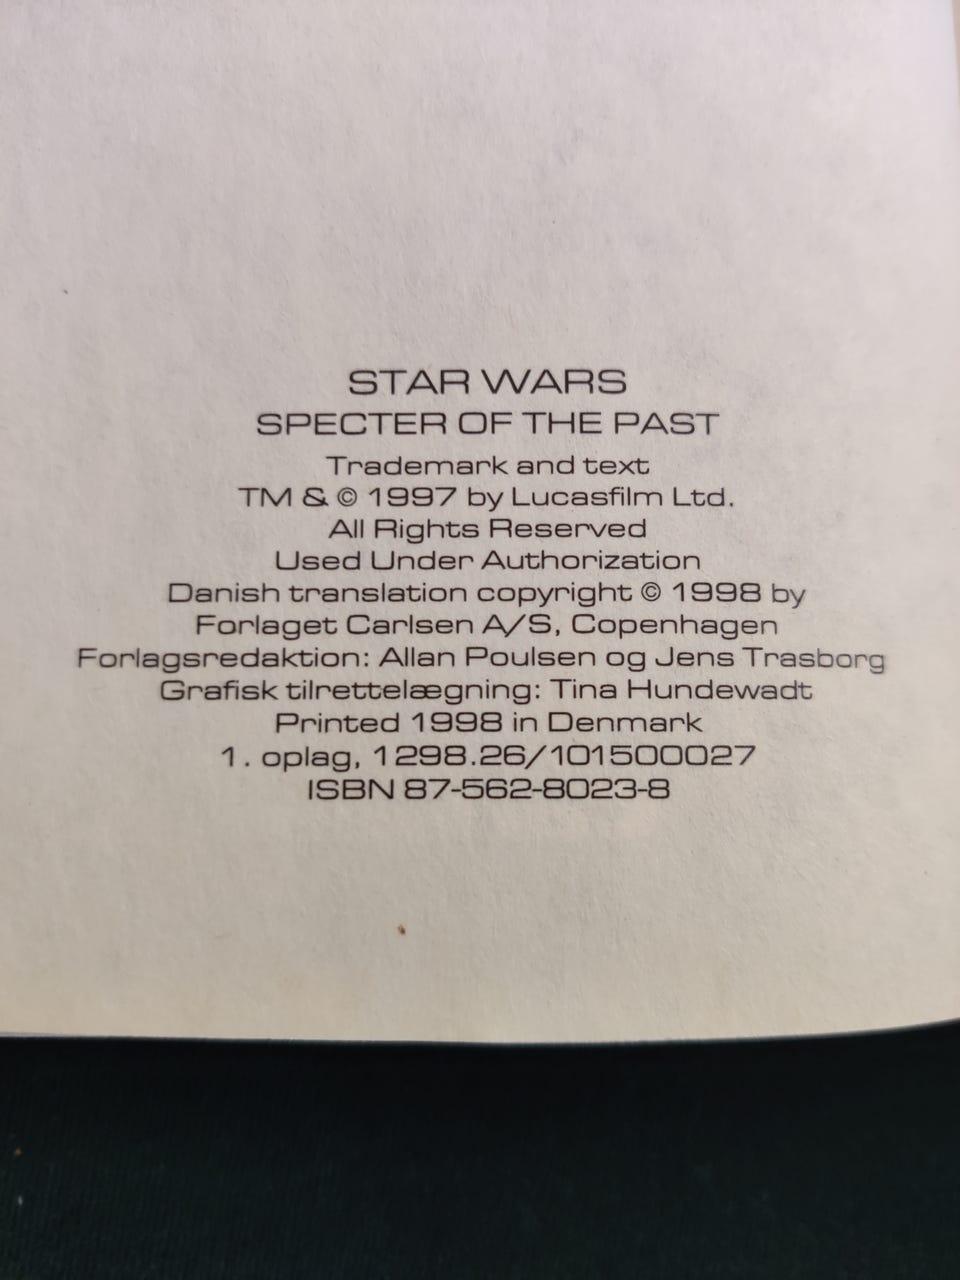 STAR WARS
SPECTER OF THE PAST
Trademark and text
TM & © 1997 by Lucasfilm Ltd.
All Rights Reserved
Used Under Authorization
Danish translation copyright © 1998 by
Forlaget Carlsen A/S, Copenhagen
Forlagsredaktion: Allan Poulsen og Jens Trasborg
Grafisk tilrettelægning: Tina Hundewadt
Printed 1998 in Denmark
1. oplag, 1298.26/101500027
ISBN 87-562-8023-8